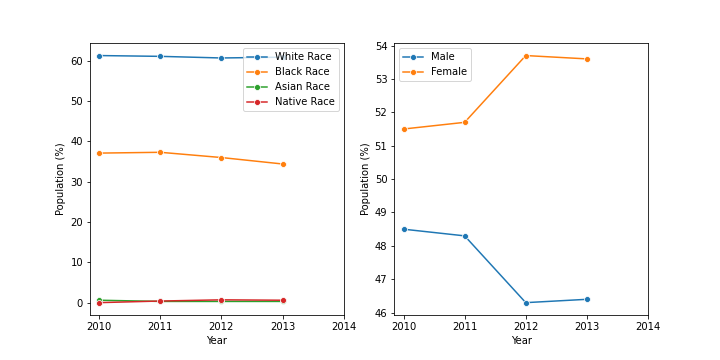 60
50
40
30
20
10
0
Population (%)
2010 2011 2012 2013 2014
Year
White Race
Black Race
Asian Race
Native Race
54
53
52
51
50
49
48
47
46
Population (%)
2010 2011 2012 2013 2014
Year
Male
Female